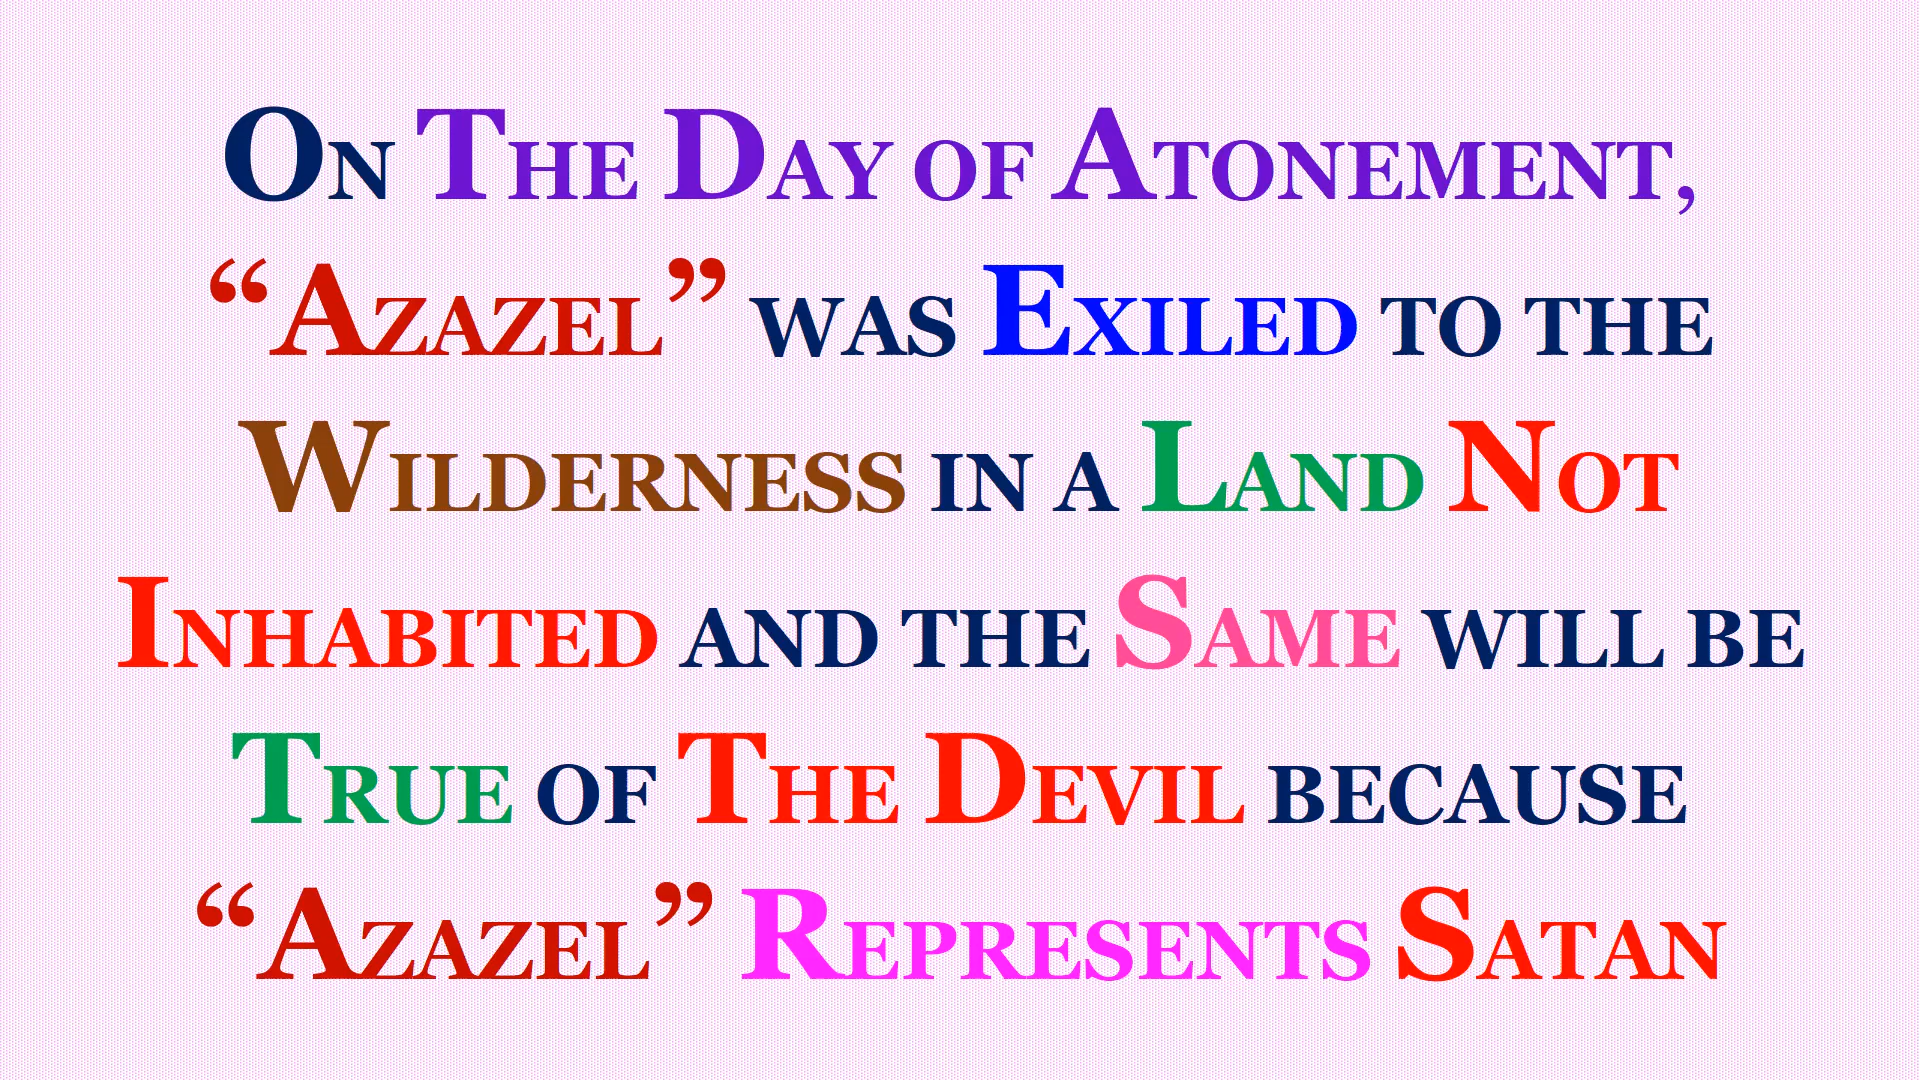 On The Day of Atonement,
“Azazel” was Exiled to the
Wilderness in a Land Not
Inhabited and the Same will be
True of The Devil because
“Azazel” Represents Satan